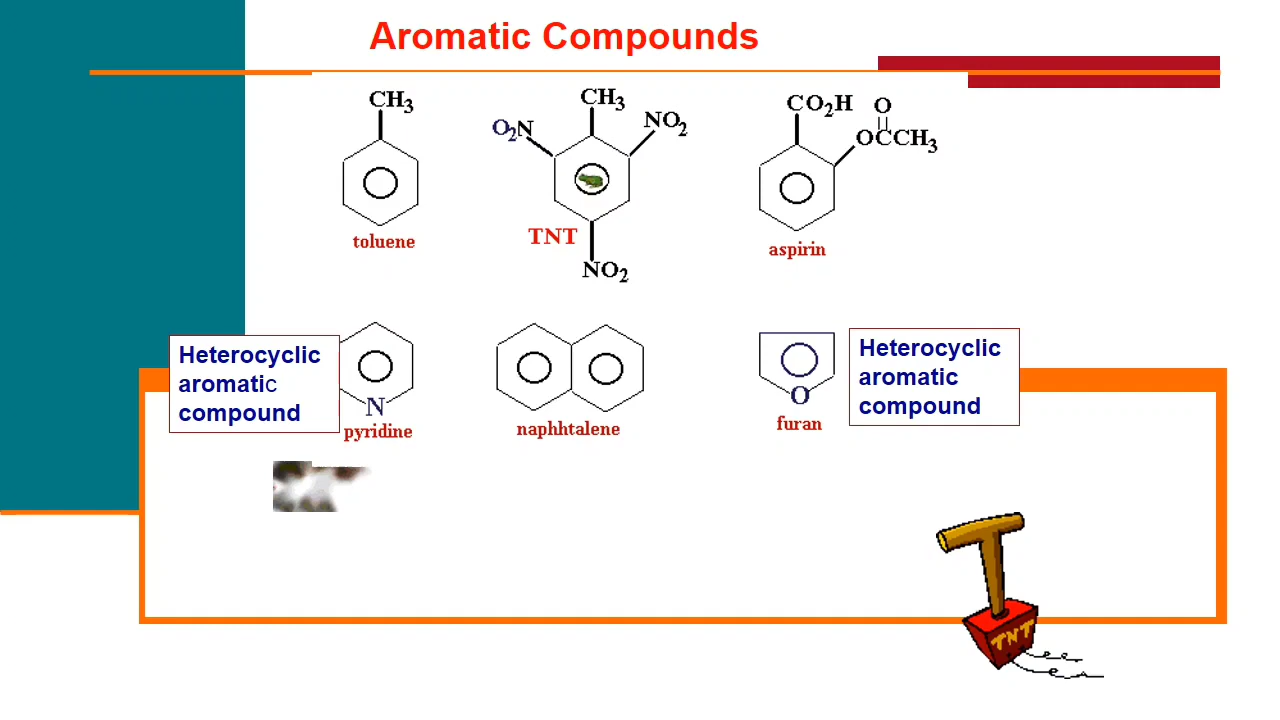 Aromatic Compounds
CH3
toluene
CH3
O2N
NO2
TNT
NO2
CO2H
O
OCCH3
aspirin
Heterocyclic
aromatic
compound
N
pyridine
naphhtalene
O
furan
Heterocyclic
aromatic
compound
TNT